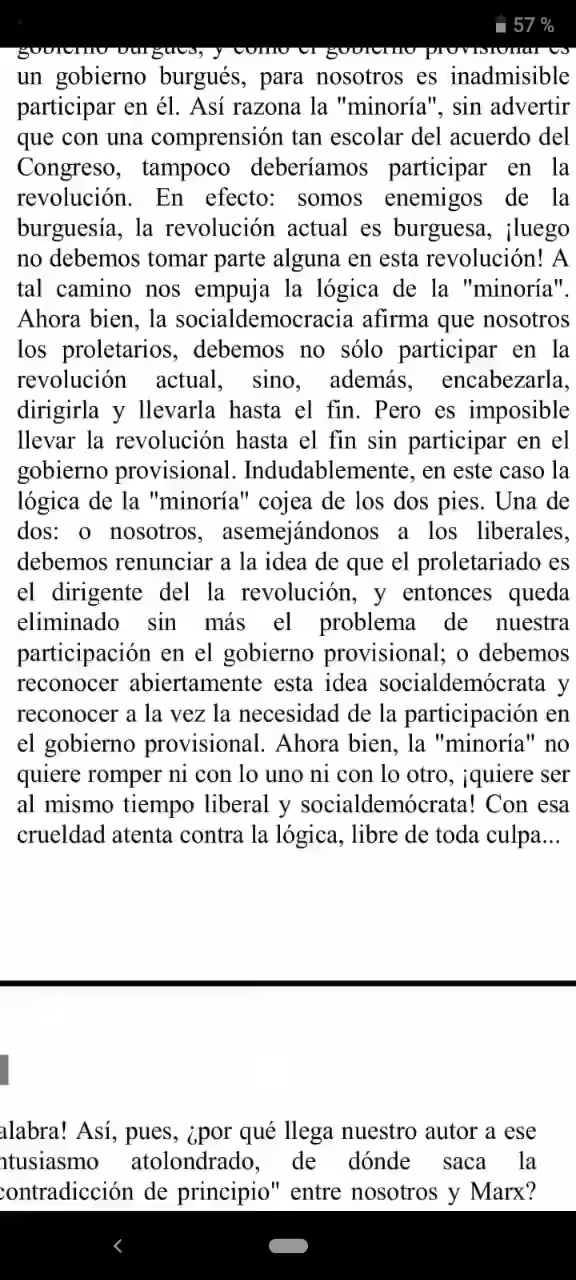 57 %
gobierno burgués, y como el gobierno provisional es
un gobierno burgués, para nosotros es inadmisible
participar en él. Así razona la "minoría", sin advertir
que con una comprensión tan escolar del acuerdo del
Congreso, tampoco deberíamos participar en la
revolución. En efecto: somos enemigos de la
burguesía, la revolución actual es burguesa, ¡luego
no debemos tomar parte alguna en esta revolución! A
tal camino nos empuja la lógica de la "minoría".
Ahora bien, la socialdemocracia afirma que nosotros
los proletarios, debemos no sólo participar en la
revolución actual, sino, además, encabezarla,
dirigirla y llevarla hasta el fin. Pero es imposible
llevar la revolución hasta el fin sin participar en el
gobierno provisional. Indudablemente, en este caso la
lógica de la "minoría" cojea de los dos pies. Una de
dos: o nosotros, asemejándonos a los liberales,
debemos renunciar a la idea de que el proletariado es
el dirigente del la revolución, y entonces queda
eliminado sin más el problema de nuestra
participación en el gobierno provisional; o debemos
reconocer abiertamente esta idea socialdemócrata y
reconocer a la vez la necesidad de la participación en
el gobierno provisional. Ahora bien, la "minoría" no
quiere romper ni con lo uno ni con lo otro, ¡quiere ser
al mismo tiempo liberal y socialdemócrata! Con esa
crueldad atenta contra la lógica, libre de toda culpa...
alabra! Así, pues, ¿por qué llega nuestro autor a ese
ntusiasmo atolondrado, de dónde saca la
contradicción de principio" entre nosotros y Marx?